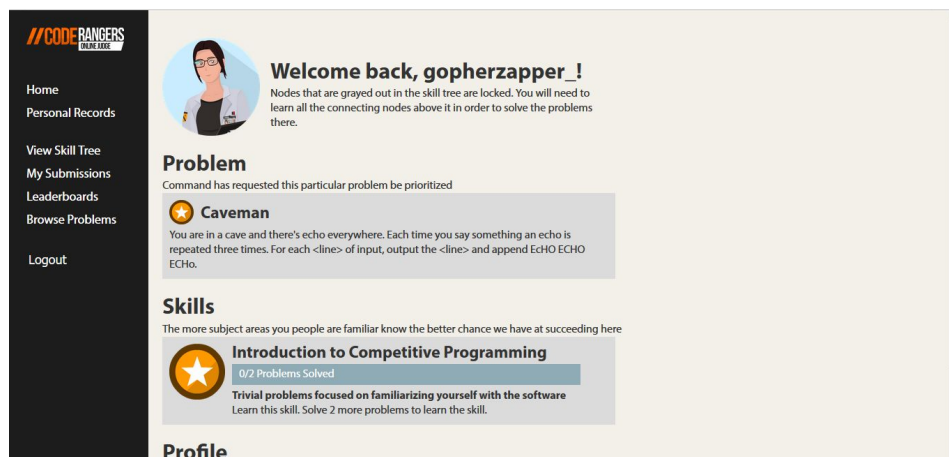 //CODERANGERS
ONLINE JUDGE
Home
Personal Records
View Skill Tree
My Submissions
Leaderboards
Browse Problems
Logout
Welcome back, gopherzapper_!
Nodes that are grayed out in the skill tree are locked. You will need to
learn all the connecting nodes above it in order to solve the problems
there.
Problem
Command has requested this particular problem be prioritized
Caveman
You are in a cave and there's echo everywhere. Each time you say something an echo is
repeated three times. For each <line> of input, output the <line> and append EcHO ECHO
ECHo.
Skills
The more subject areas you people are familiar know the better chance we have at succeeding here
Introduction to Competitive Programming
0/2 Problems Solved
Trivial problems focused on familiarizing yourself with the software
Learn this skill. Solve 2 more problems to learn the skill.
Profile